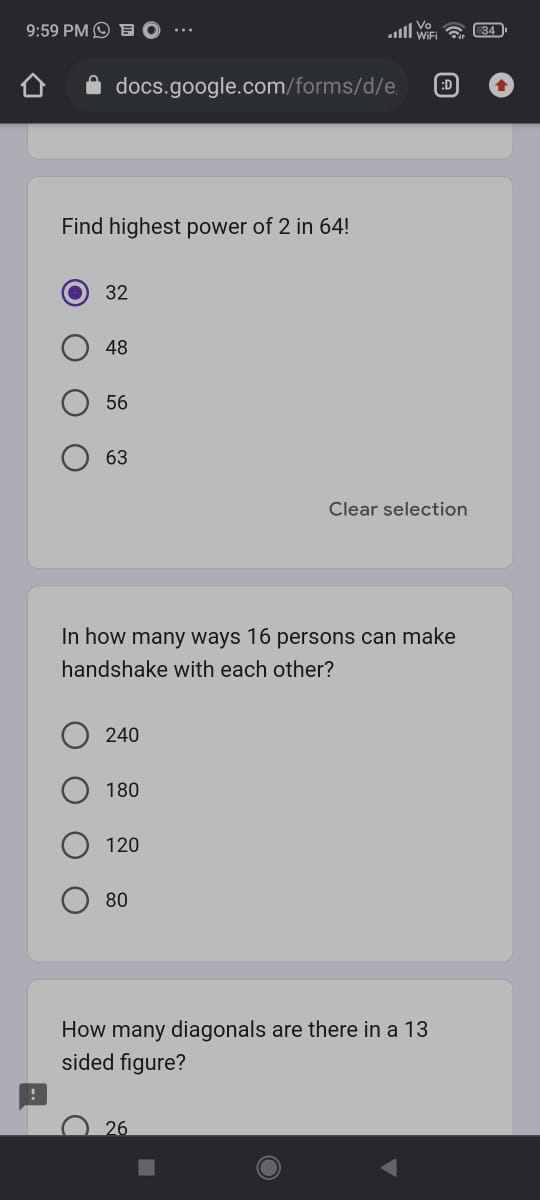 9:59 PM
Vo
WiFi
34
docs.google.com/forms/d/e
:D
Find highest power of 2 in 64!
32
48
56
63
Clear selection
In how many ways 16 persons can make
handshake with each other?
240
180
120
80
How many diagonals are there in a 13
sided figure?
26